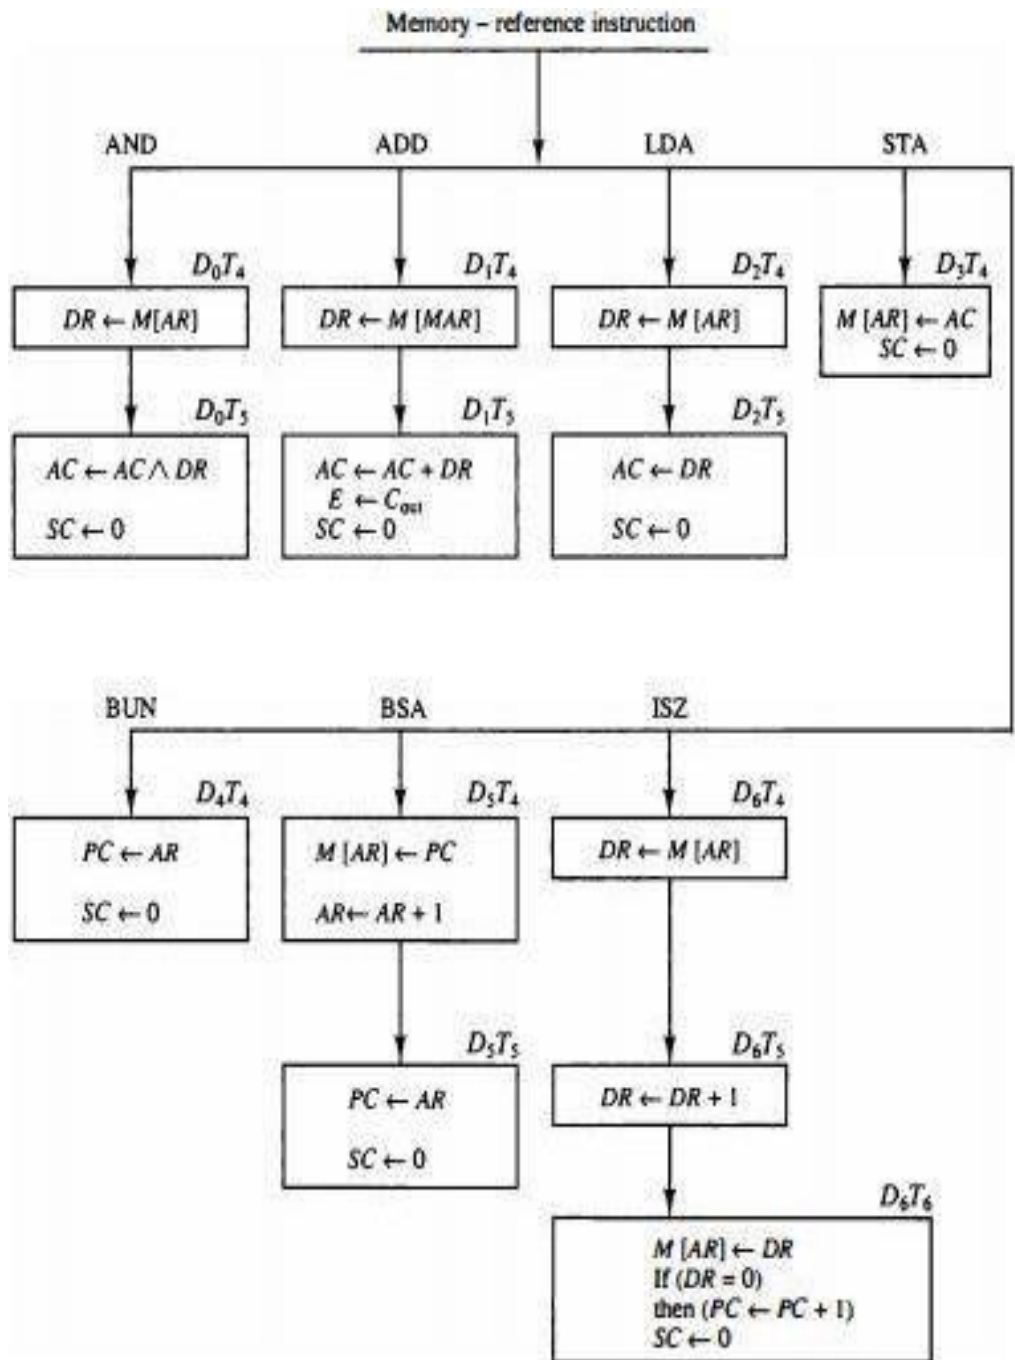 Memory – reference instruction
AND ADD LDA STA
D₀T₄ D₁T₄ D₂T₄ D₃T₄
DR ← M[AR]
DR ← M [MAR]
DR ← M [AR]
M [AR] ← AC
SC ← 0
D₀T₅ D₁T₅ D₂T₅
AC ← AC ∧ DR
SC ← 0
AC ← AC + DR
E ← Cout
SC ← 0
AC ← DR
SC ← 0
BUN BSA ISZ
D₄T₄ D₅T₄ D₆T₄
PC ← AR
SC ← 0
M [AR] ← PC
AR← AR + 1
DR ← M [AR]
D₅T₅ D₆T₅
PC ← AR
SC ← 0
DR ← DR + 1
D₆T₆
M [AR] ← DR
If (DR = 0)
then (PC ← PC + 1)
SC ← 0